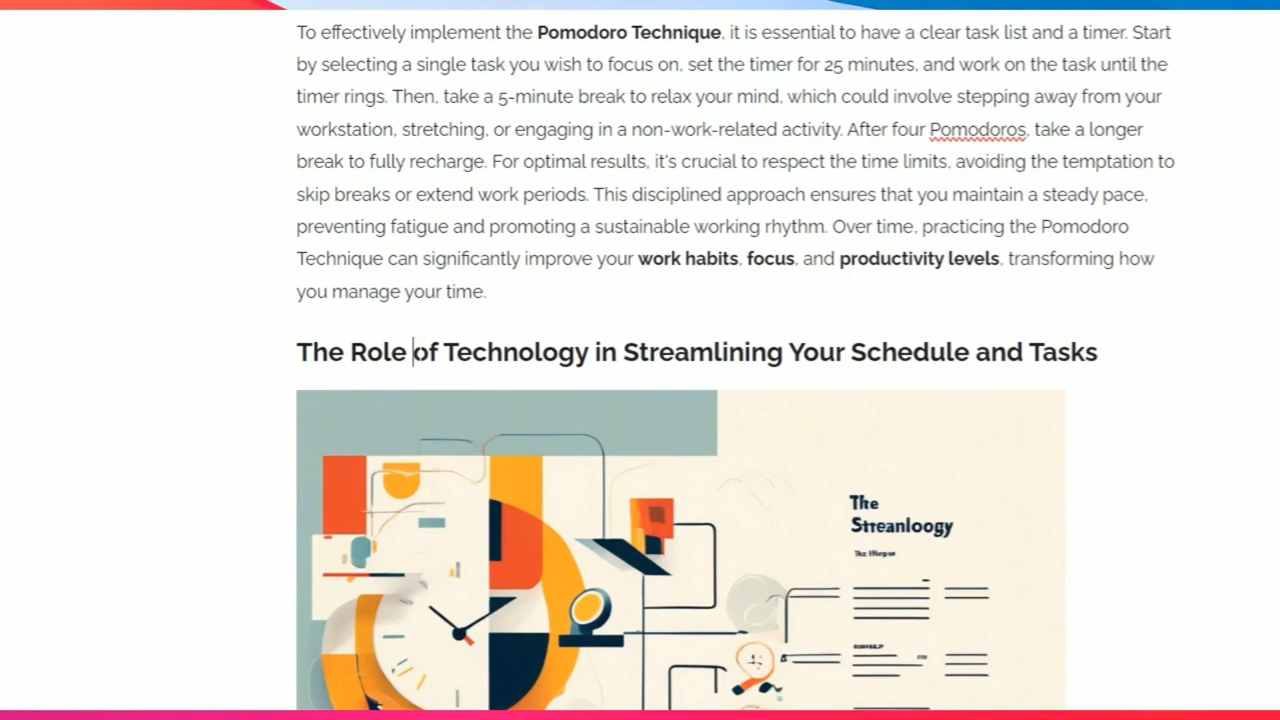 To effectively implement the Pomodoro Technique, it is essential to have a clear task list and a timer. Start
by selecting a single task you wish to focus on, set the timer for 25 minutes, and work on the task until the
timer rings. Then, take a 5-minute break to relax your mind, which could involve stepping away from your
workstation, stretching, or engaging in a non-work-related activity. After four Pomodoros, take a longer
break to fully recharge. For optimal results, it's crucial to respect the time limits, avoiding the temptation to
skip breaks or extend work periods. This disciplined approach ensures that you maintain a steady pace,
preventing fatigue and promoting a sustainable working rhythm. Over time, practicing the Pomodoro
Technique can significantly improve your work habits, focus, and productivity levels, transforming how
you manage your time.
The Role of Technology in Streamlining Your Schedule and Tasks
The
Streanloogy